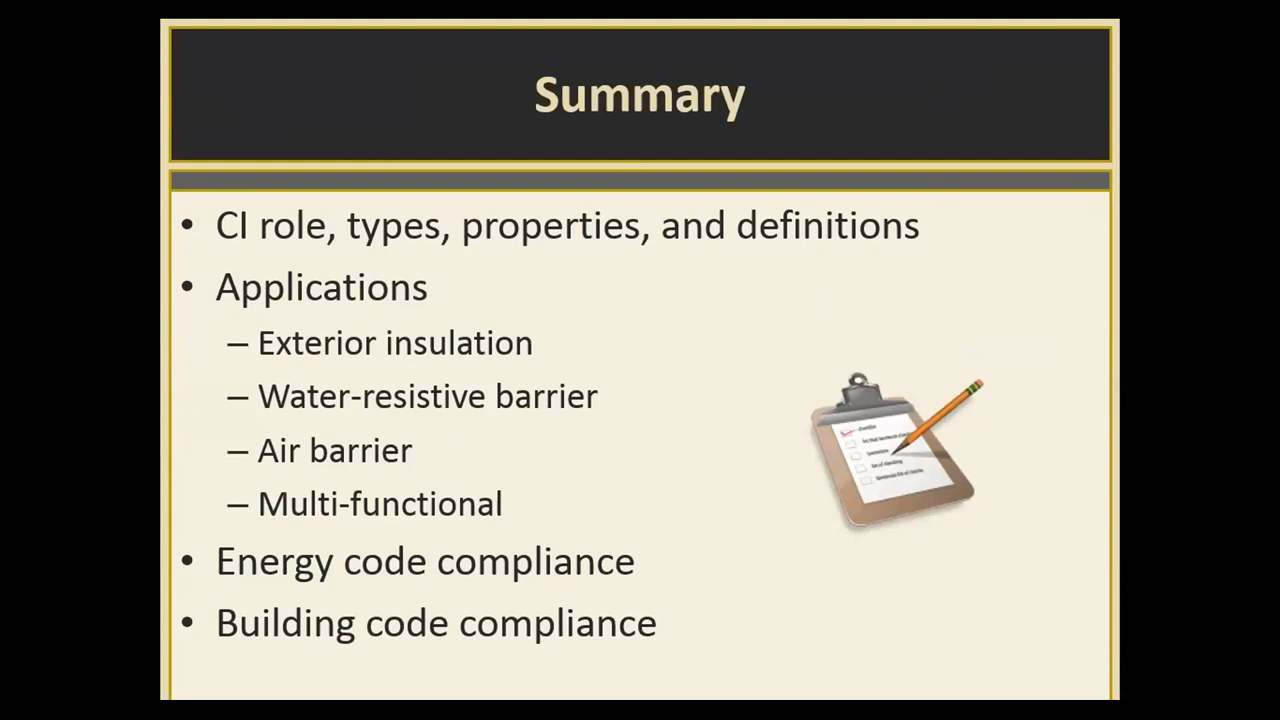 Summary
• CI role, types, properties, and definitions
• Applications
– Exterior insulation
– Water-resistive barrier
– Air barrier
– Multi-functional
• Energy code compliance
• Building code compliance